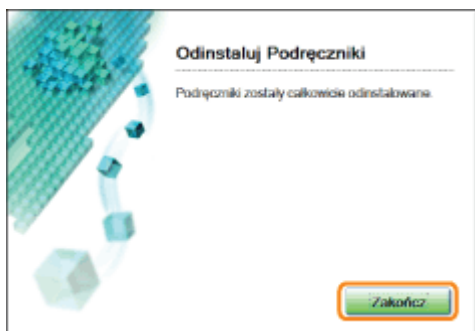 Odinstaluj Podręczniki
Podręczniki zostały całkowicie odinstalowane.
Zakończ